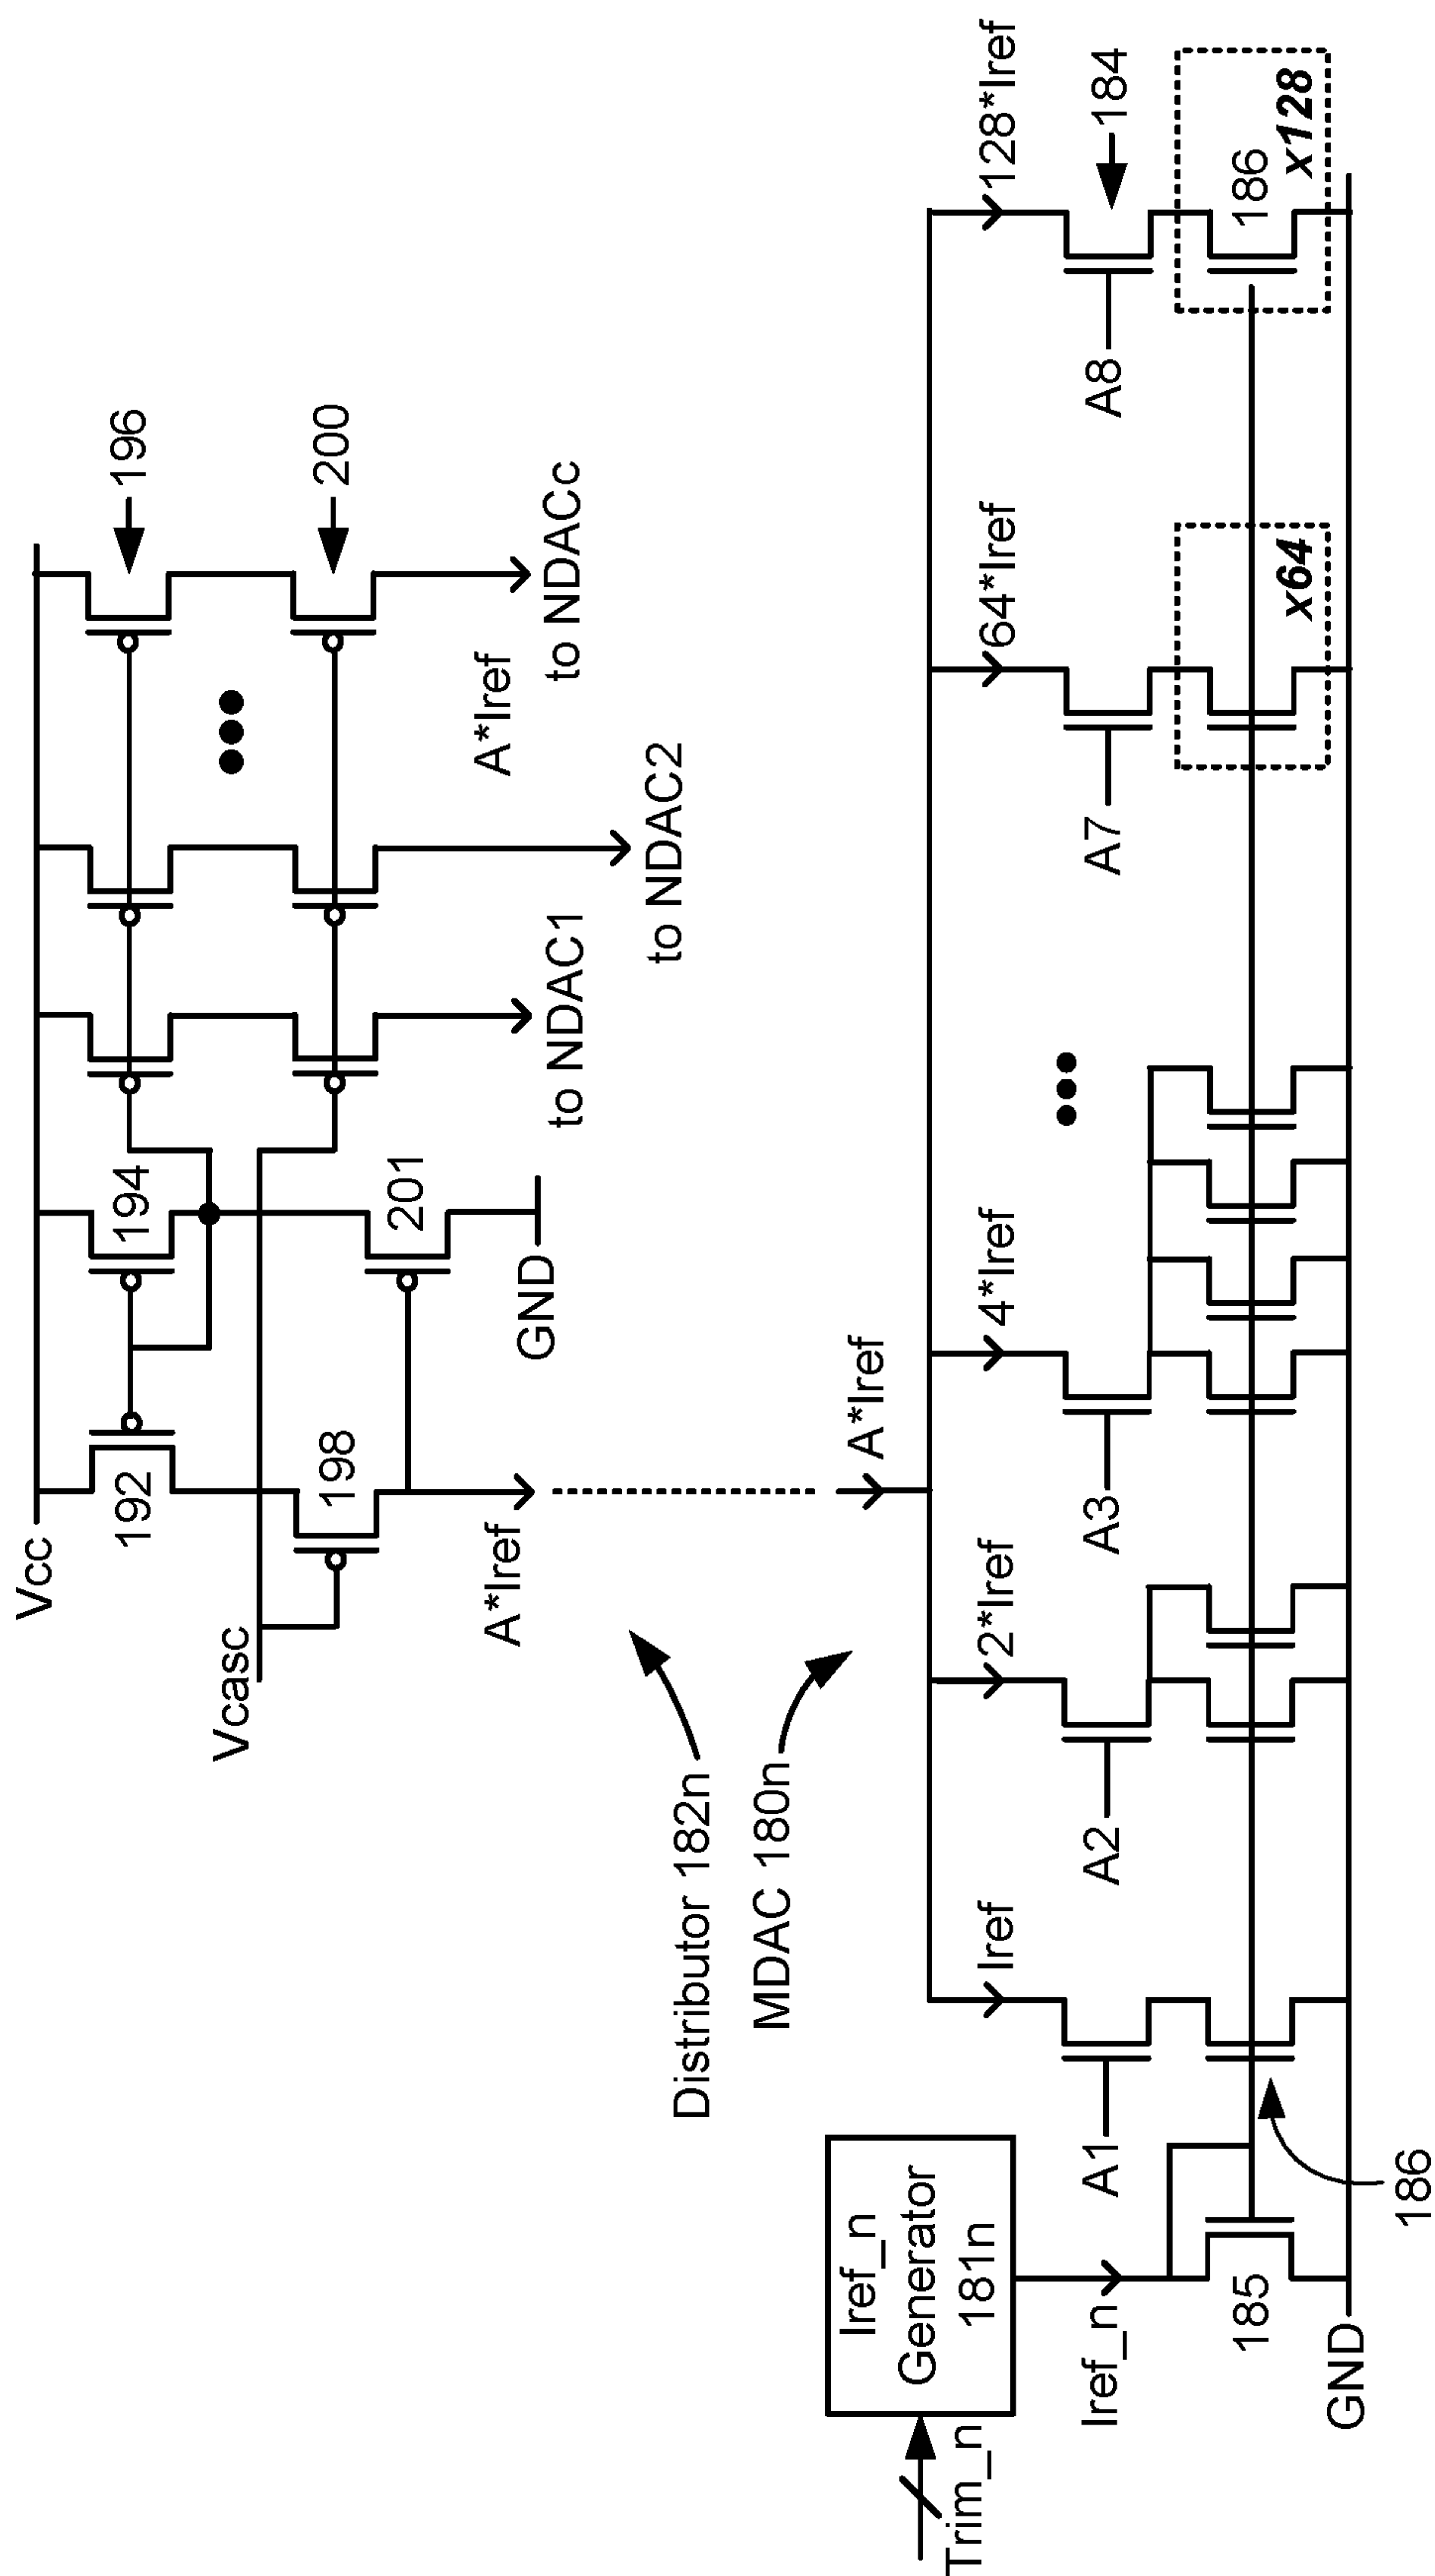 Vcc
192
194
196
Vcasc
198
201
200
A*Iref
GND
to NDAC1
to NDAC2
A*Iref
to NDACc
Distributor 182n
MDAC 180n
A*Iref
Trim_n
Iref_n
Generator
181n
Iref
2*Iref
4*Iref
64*Iref
128*Iref
Iref_n
A1
A2
A3
A7
A8
184
185
186
x64
186
x128
GND